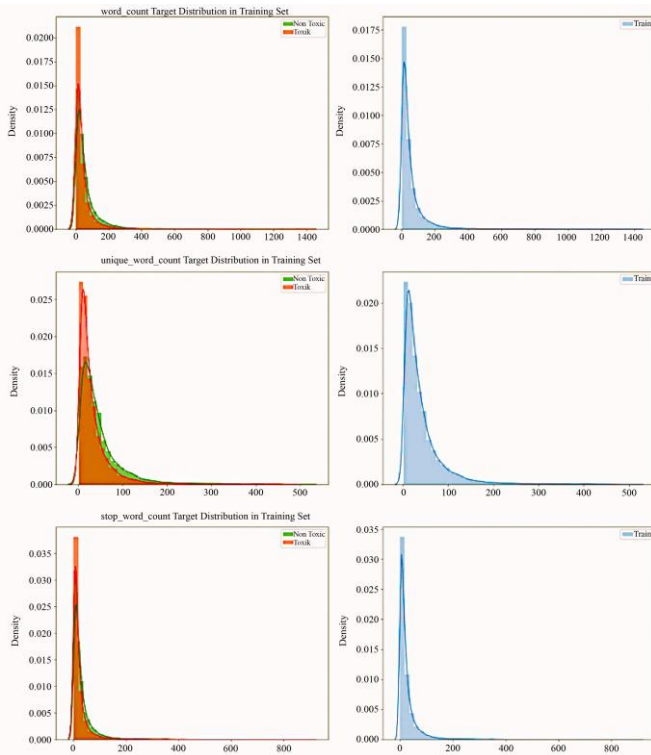 word_count Target Distribution in Training Set
Non Toxic
Toxik
Density
0.0200
0.0175
0.0150
0.0125
0.0100
0.0075
0.0050
0.0025
0.0000
0 200 400 600 800 1000 1200 1400
Train
Density
0.0175
0.0150
0.0125
0.0100
0.0075
0.0050
0.0025
0.0000
0 200 400 600 800 1000 1200 1400
unique_word_count Target Distribution in Training Set
Non Toxic
Toxik
Density
0.025
0.020
0.015
0.010
0.005
0.000
0 100 200 300 400 500
Train
Density
0.020
0.015
0.010
0.005
0.000
0 100 200 300 400 500
stop_word_count Target Distribution in Training Set
Non Toxic
Toxik
Density
0.035
0.030
0.025
0.020
0.015
0.010
0.005
0.000
0 200 400 600 800
Train
Density
0.035
0.030
0.025
0.020
0.015
0.010
0.005
0.000
0 200 400 600 800